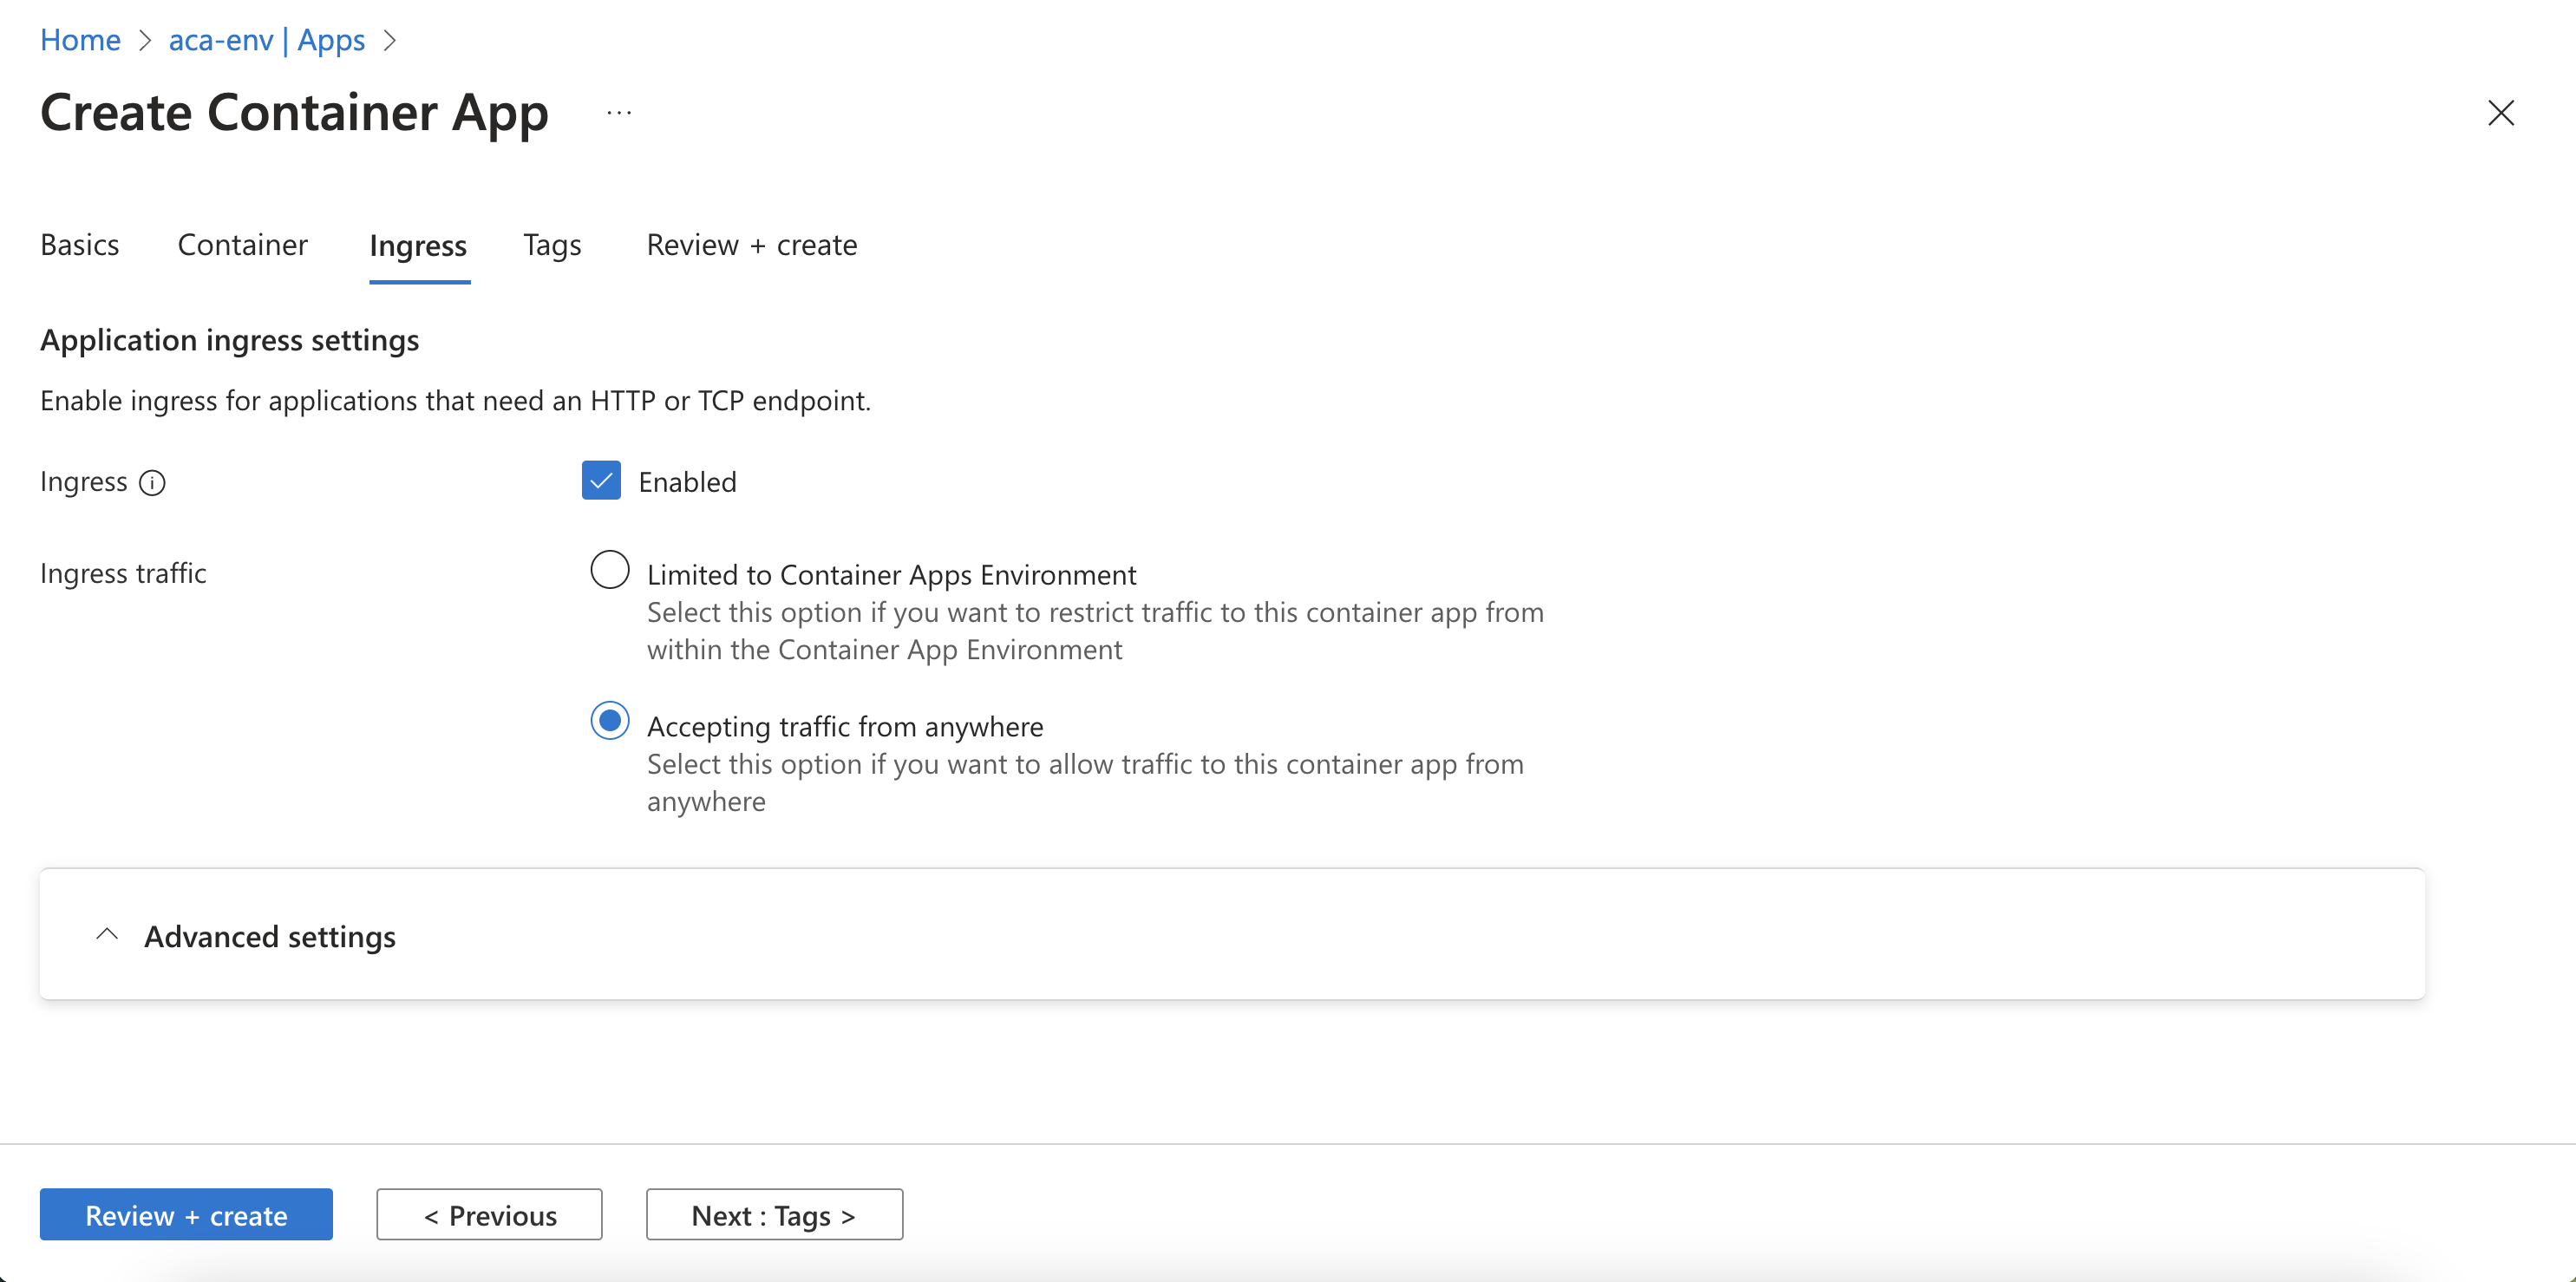 Home > aca-env | Apps >
Create Container App ...
Basics Container Ingress Tags Review + create
Application ingress settings
Enable ingress for applications that need an HTTP or TCP endpoint.
Ingress
Enabled
Ingress traffic
Limited to Container Apps Environment
Select this option if you want to restrict traffic to this container app from
within the Container App Environment
Accepting traffic from anywhere
Select this option if you want to allow traffic to this container app from
anywhere
Advanced settings
Review + create
< Previous
Next : Tags >